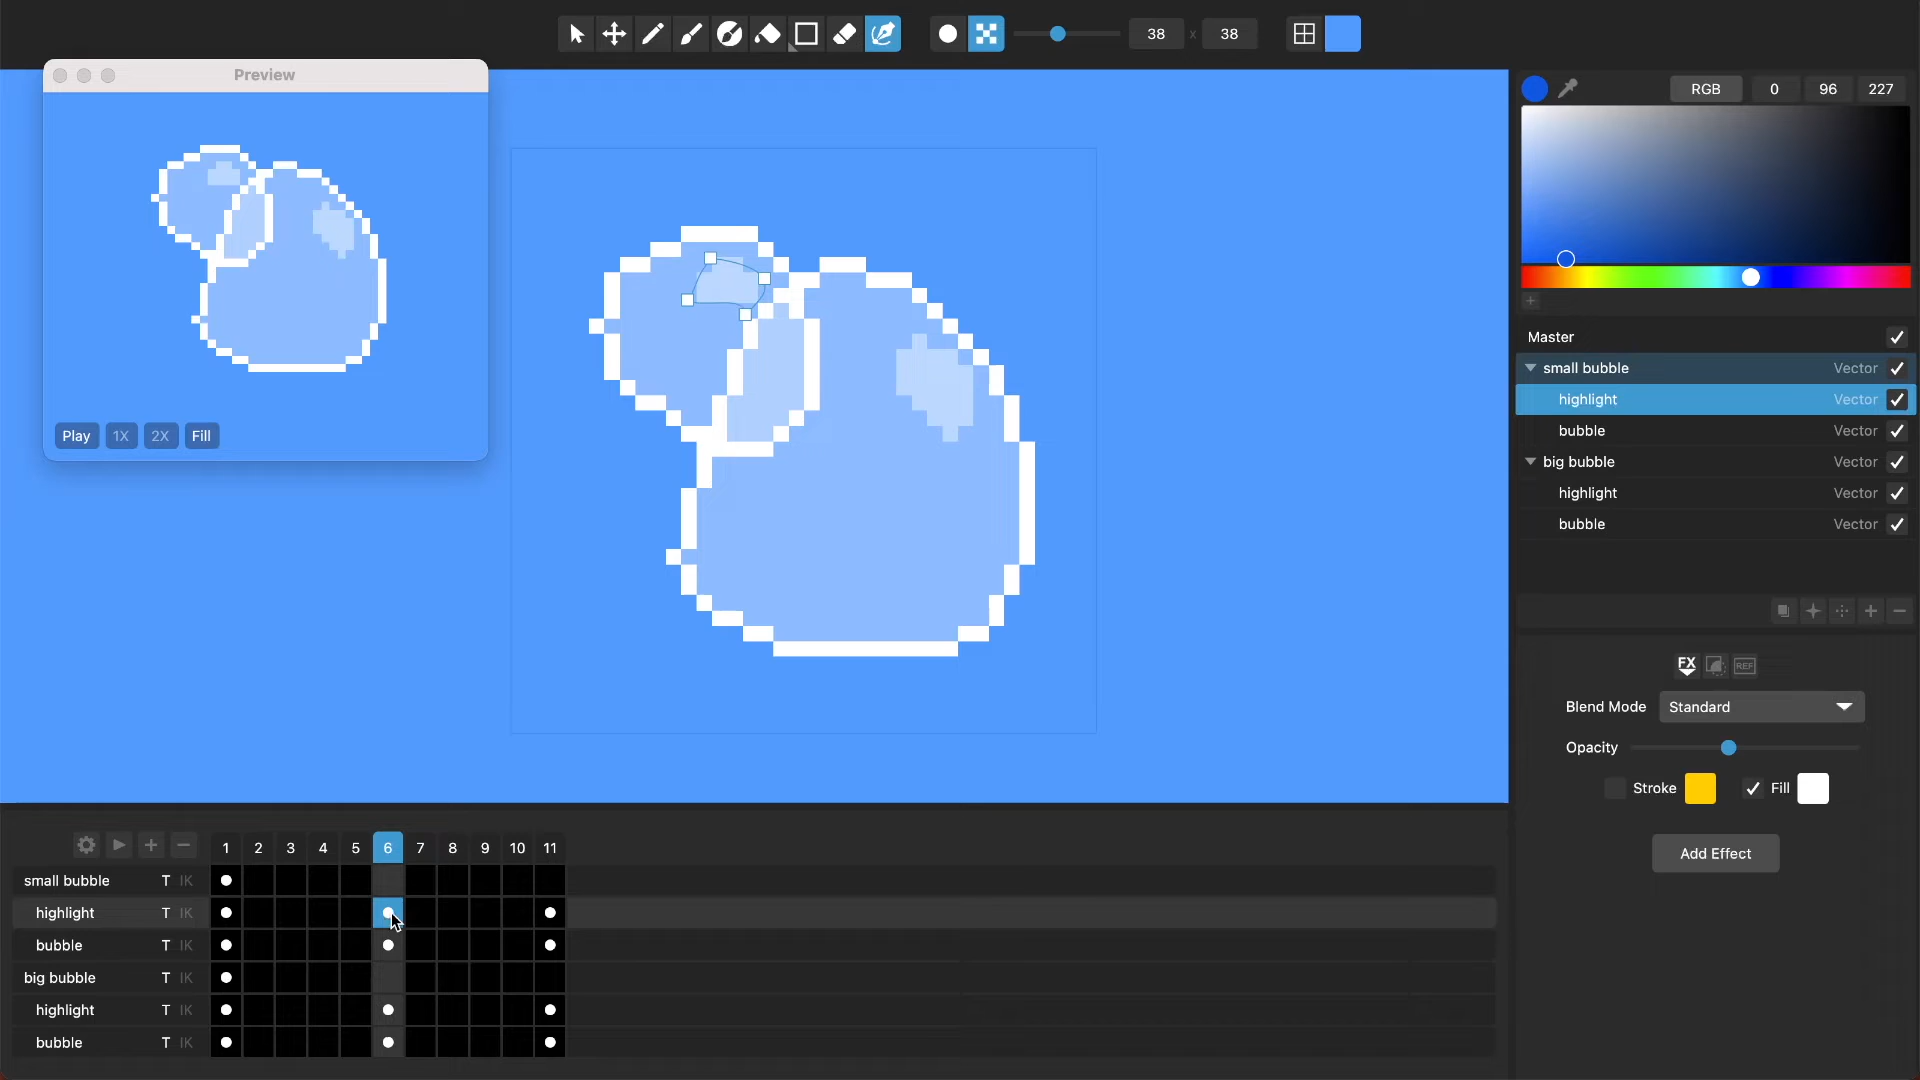 38 x 38
Preview
Play 1X 2X Fill
RGB 0 96 227
Master
small bubble Vector
highlight Vector
bubble Vector
big bubble Vector
highlight Vector
bubble Vector
FX REF
Blend Mode Standard
Opacity
Stroke Fill
Add Effect
1 2 3 4 5 6 7 8 9 10 11
small bubble T IK
highlight T IK
bubble T IK
big bubble T IK
highlight T IK
bubble T IK